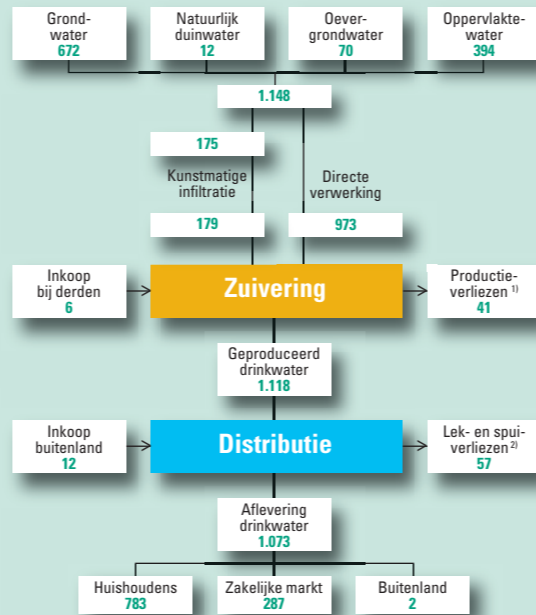 Grond-
water
672
Natuurlijk
duinwater
12
Oever-
grondwater
70
Oppervlakte-
water
394
1.148
175
Kunstmatige
infiltratie
Directe
verwerking
179
973
Inkoop
bij derden
6
Zuivering
Productie-
verliezen 1)
41
Geproduceerd
drinkwater
1.118
Inkoop
buitenland
12
Distributie
Lek- en spui-
verliezen 2)
57
Aflevering
drinkwater
1.073
Huishoudens
783
Zakelijke markt
287
Buitenland
2